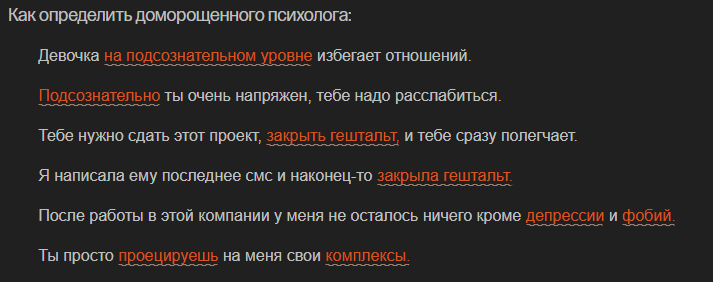 Как определить доморощенного психолога:
Девочка на подсознательном уровне избегает отношений.
Подсознательно ты очень напряжен, тебе надо расслабиться.
Тебе нужно сдать этот проект, закрыть гештальт, и тебе сразу полегчает.
Я написала ему последнее смс и наконец-то закрыла гештальт.
После работы в этой компании у меня не осталось ничего кроме депрессии и фобий.
Ты просто проецируешь на меня свои комплексы.